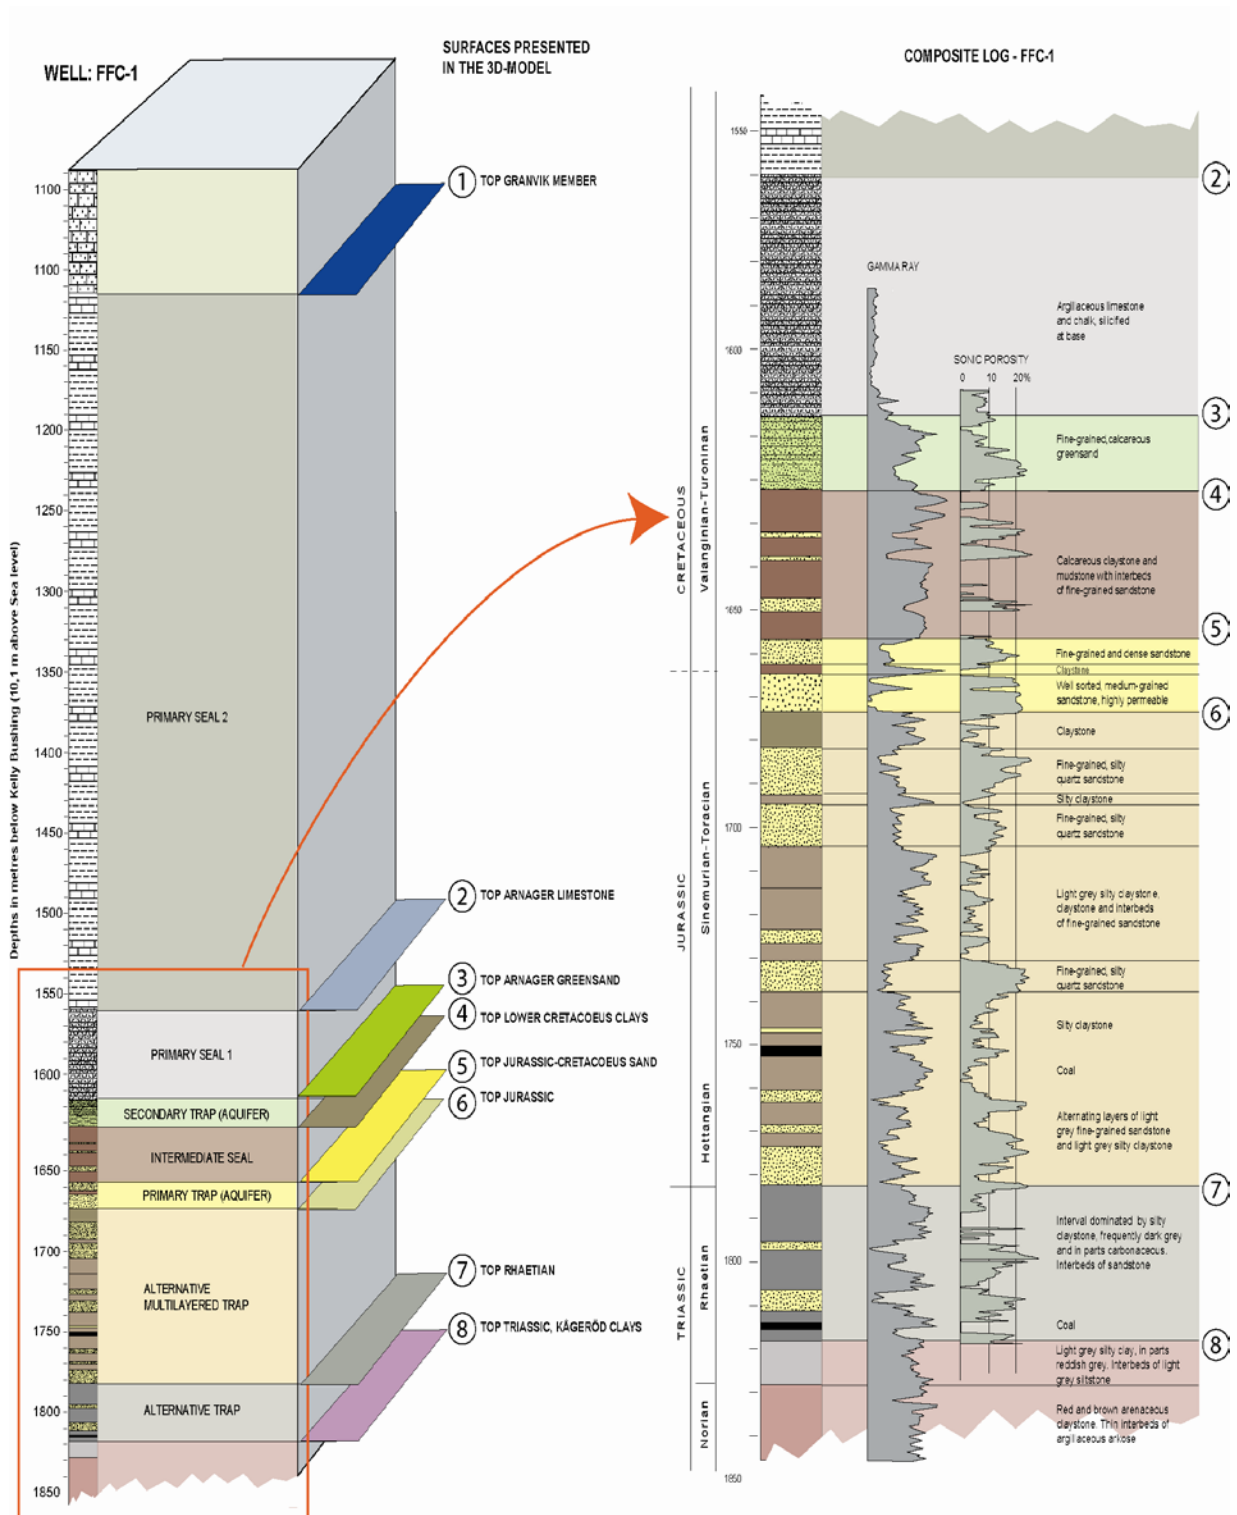 WELL: FFC-1
SURFACES PRESENTED
IN THE 3D-MODEL
1 TOP GRANVIK MEMBER
2 TOP ARNAGER LIMESTONE
3 TOP ARNAGER GREENSAND
4 TOP LOWER CRETACOEUS CLAYS
5 TOP JURASSIC-CRETACOEUS SAND
6 TOP JURASSIC
7 TOP RHAETIAN
8 TOP TRIASSIC, KÄGERÖD CLAYS
Depths in metres below Kelly Bushing (10,1 m above Sea level)
1100
1100
1150
1200
1250
1300
1350
1400
1450
1500
1550
1600
1650
1700
1750
1800
1850
PRIMARY SEAL 2
PRIMARY SEAL 1
SECONDARY TRAP (AQUIFER)
INTERMEDIATE SEAL
PRIMARY TRAP (AQUIFER)
ALTERNATIVE
MULTILAYERED TRAP
ALTERNATIVE TRAP
COMPOSITE LOG - FFC-1
CRETACEOUS
Valanginian-Turoninan
JURASSIC
Sinemurian-Toracian
Hettangian
TRIASSIC
Rhaetian
Norian
1550
1600
1650
1700
1750
1800
1850
GAMMA RAY
SONIC POROSITY
0 10 20%
2
Argillaceous limestone
and chalk, silicified
at base
3
Fine-grained,calcareous
greensand
4
Calcareous claystone and
mudstone with interbeds
of fine-grained sandstone
5
Fine-grained and dense sandstone
Claystone
Well sorted, medium-grained
sandstone, highly permeable
6
Claystone
Fine-grained, silty
quartz sandstone
Silty claystone
Fine-grained, silty
quartz sandstone
Light grey silty claystone,
claystone and interbeds
of fine-grained sandstone
Fine-grained, silty
quartz sandstone
Silty claystone
Coal
Alternating layers of light
grey fine-grained sandstone
and light grey silty claystone
7
Interval dominated by silty
claystone, frequently dark grey
and in parts carbonaceus.
Interbeds of sandstone
Coal
8
Light grey silty clay, in parts
reddish grey. Interbeds of light
grey siltstone
Red and brown arenaceous
claystone. Thin interbeds of
argillaceous arkose